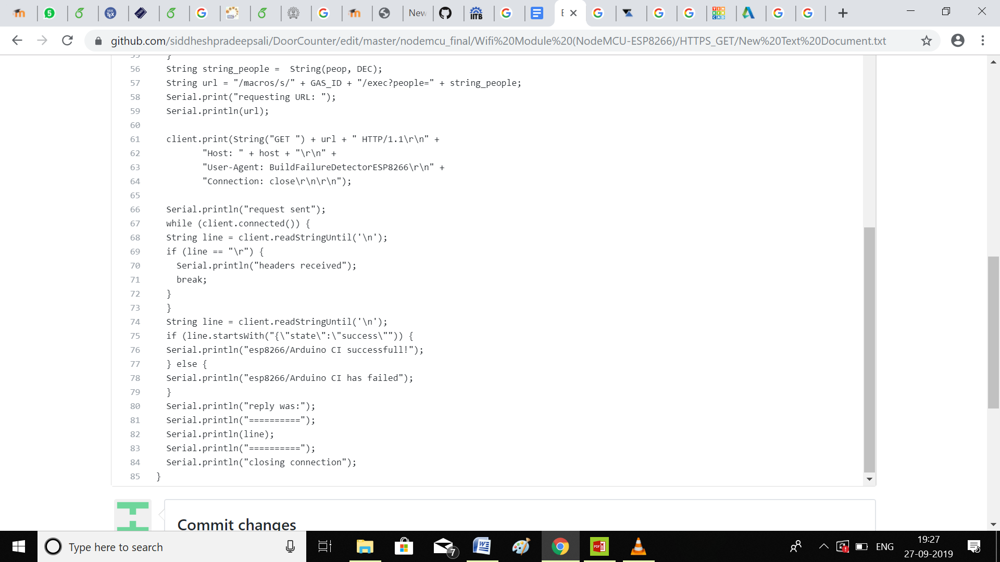 New
E
github.com/siddheshpradeepsali/DoorCounter/edit/master/nodemcu_final/Wifi%20Module%20(NodeMCU-ESP8266)/HTTPS_GET/New%20Text%20Document.txt
55 }
56 String string_people =  String(peop, DEC);
57 String url = "/macros/s/" + GAS_ID + "/exec?people=" + string_people;
58 Serial.print("requesting URL: ");
59 Serial.println(url);
60
61 client.print(String("GET ") + url + " HTTP/1.1\r\n" +
62 "Host: " + host + "\r\n" +
63 "User-Agent: BuildFailureDetectorESP8266\r\n" +
64 "Connection: close\r\n\r\n");
65
66 Serial.println("request sent");
67 while (client.connected()) {
68 String line = client.readStringUntil('\n');
69 if (line == "\r") {
70 Serial.println("headers received");
71 break;
72 }
73 }
74 String line = client.readStringUntil('\n');
75 if (line.startsWith("{\"state\":\"success\"")) {
76 Serial.println("esp8266/Arduino CI successfull!");
77 } else {
78 Serial.println("esp8266/Arduino CI has failed");
79 }
80 Serial.println("reply was:");
81 Serial.println("==========");
82 Serial.println(line);
83 Serial.println("==========");
84 Serial.println("closing connection");
85 }
Commit changes
Type here to search
7
ENG
19:27
27-09-2019